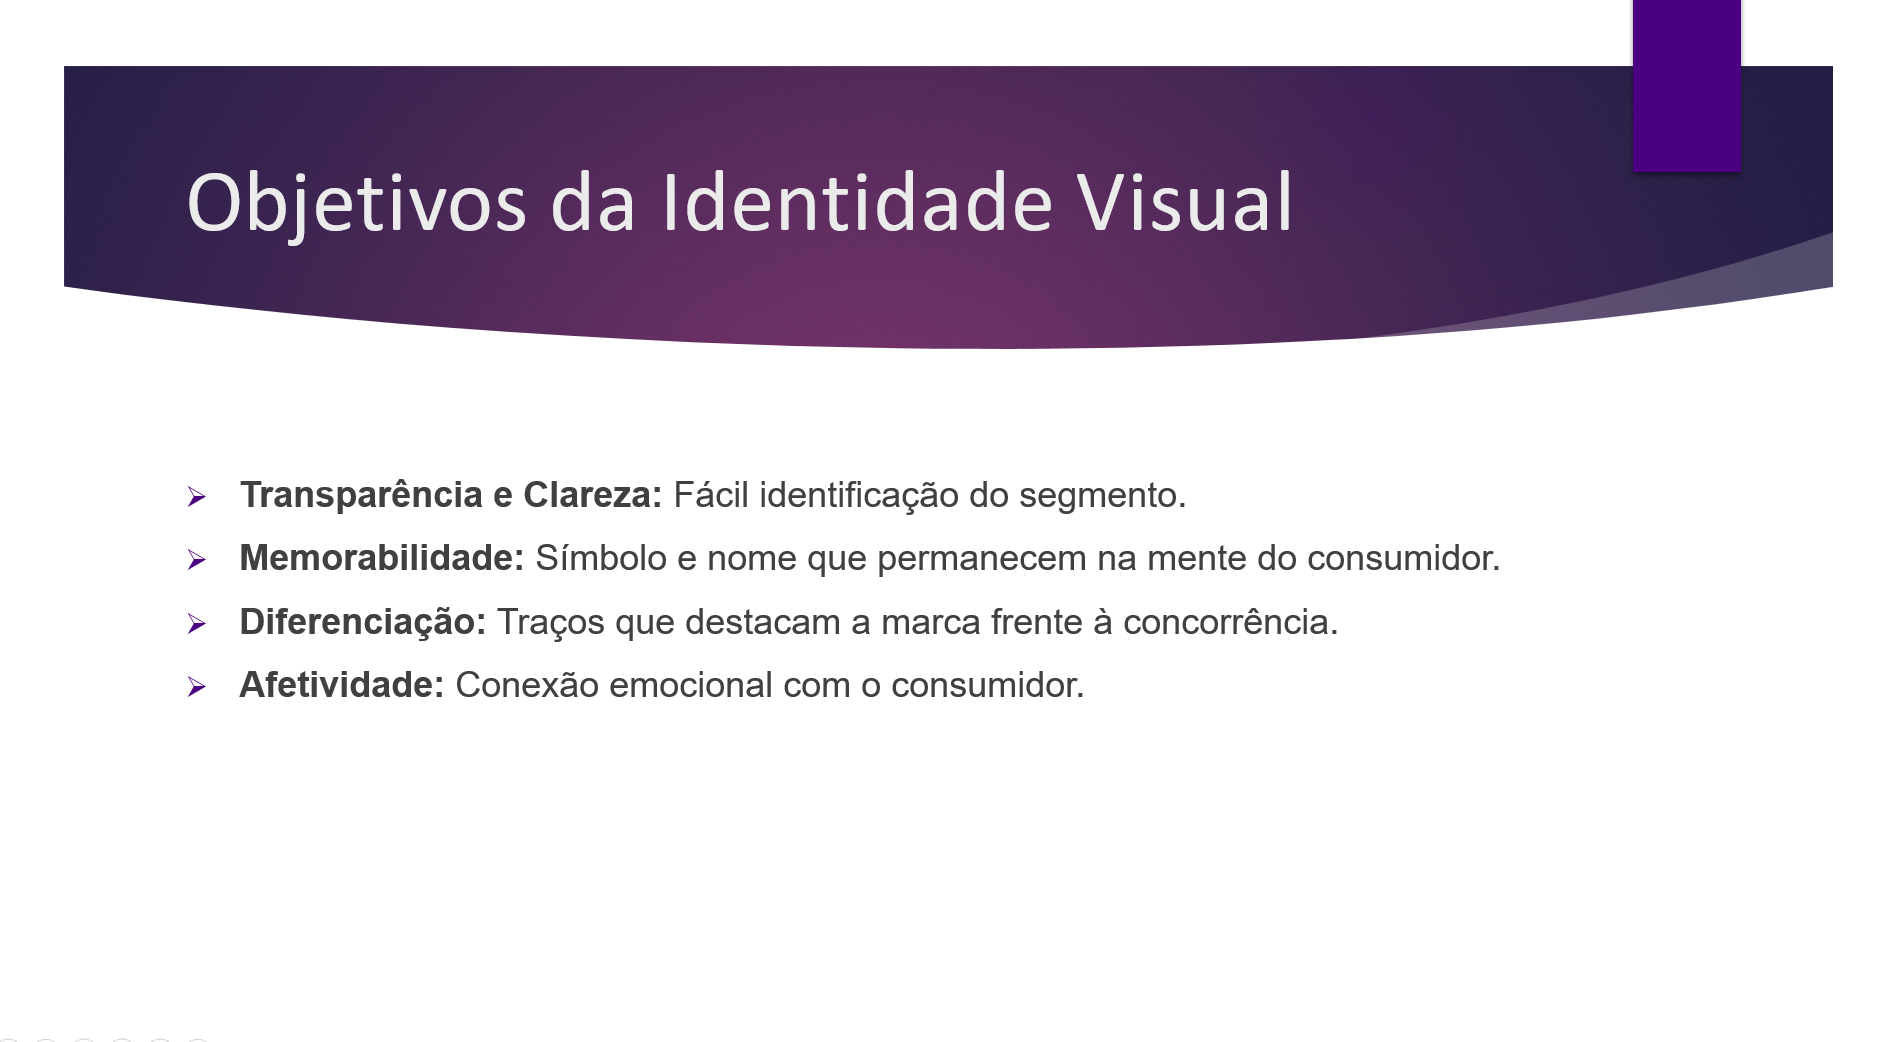 Objetivos da Identidade Visual
Transparência e Clareza: Fácil identificação do segmento.
Memorabilidade: Símbolo e nome que permanecem na mente do consumidor.
Diferenciação: Traços que destacam a marca frente à concorrência.
Afetividade: Conexão emocional com o consumidor.